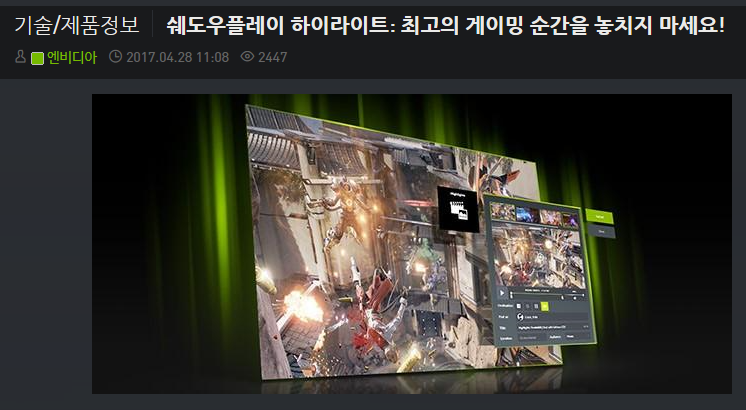 기술/제품정보 쉐도우플레이 하이라이트: 최고의 게이밍 순간을 놓치지 마세요!
엔비디아 2017.04.28 11:08 2447
Highlights